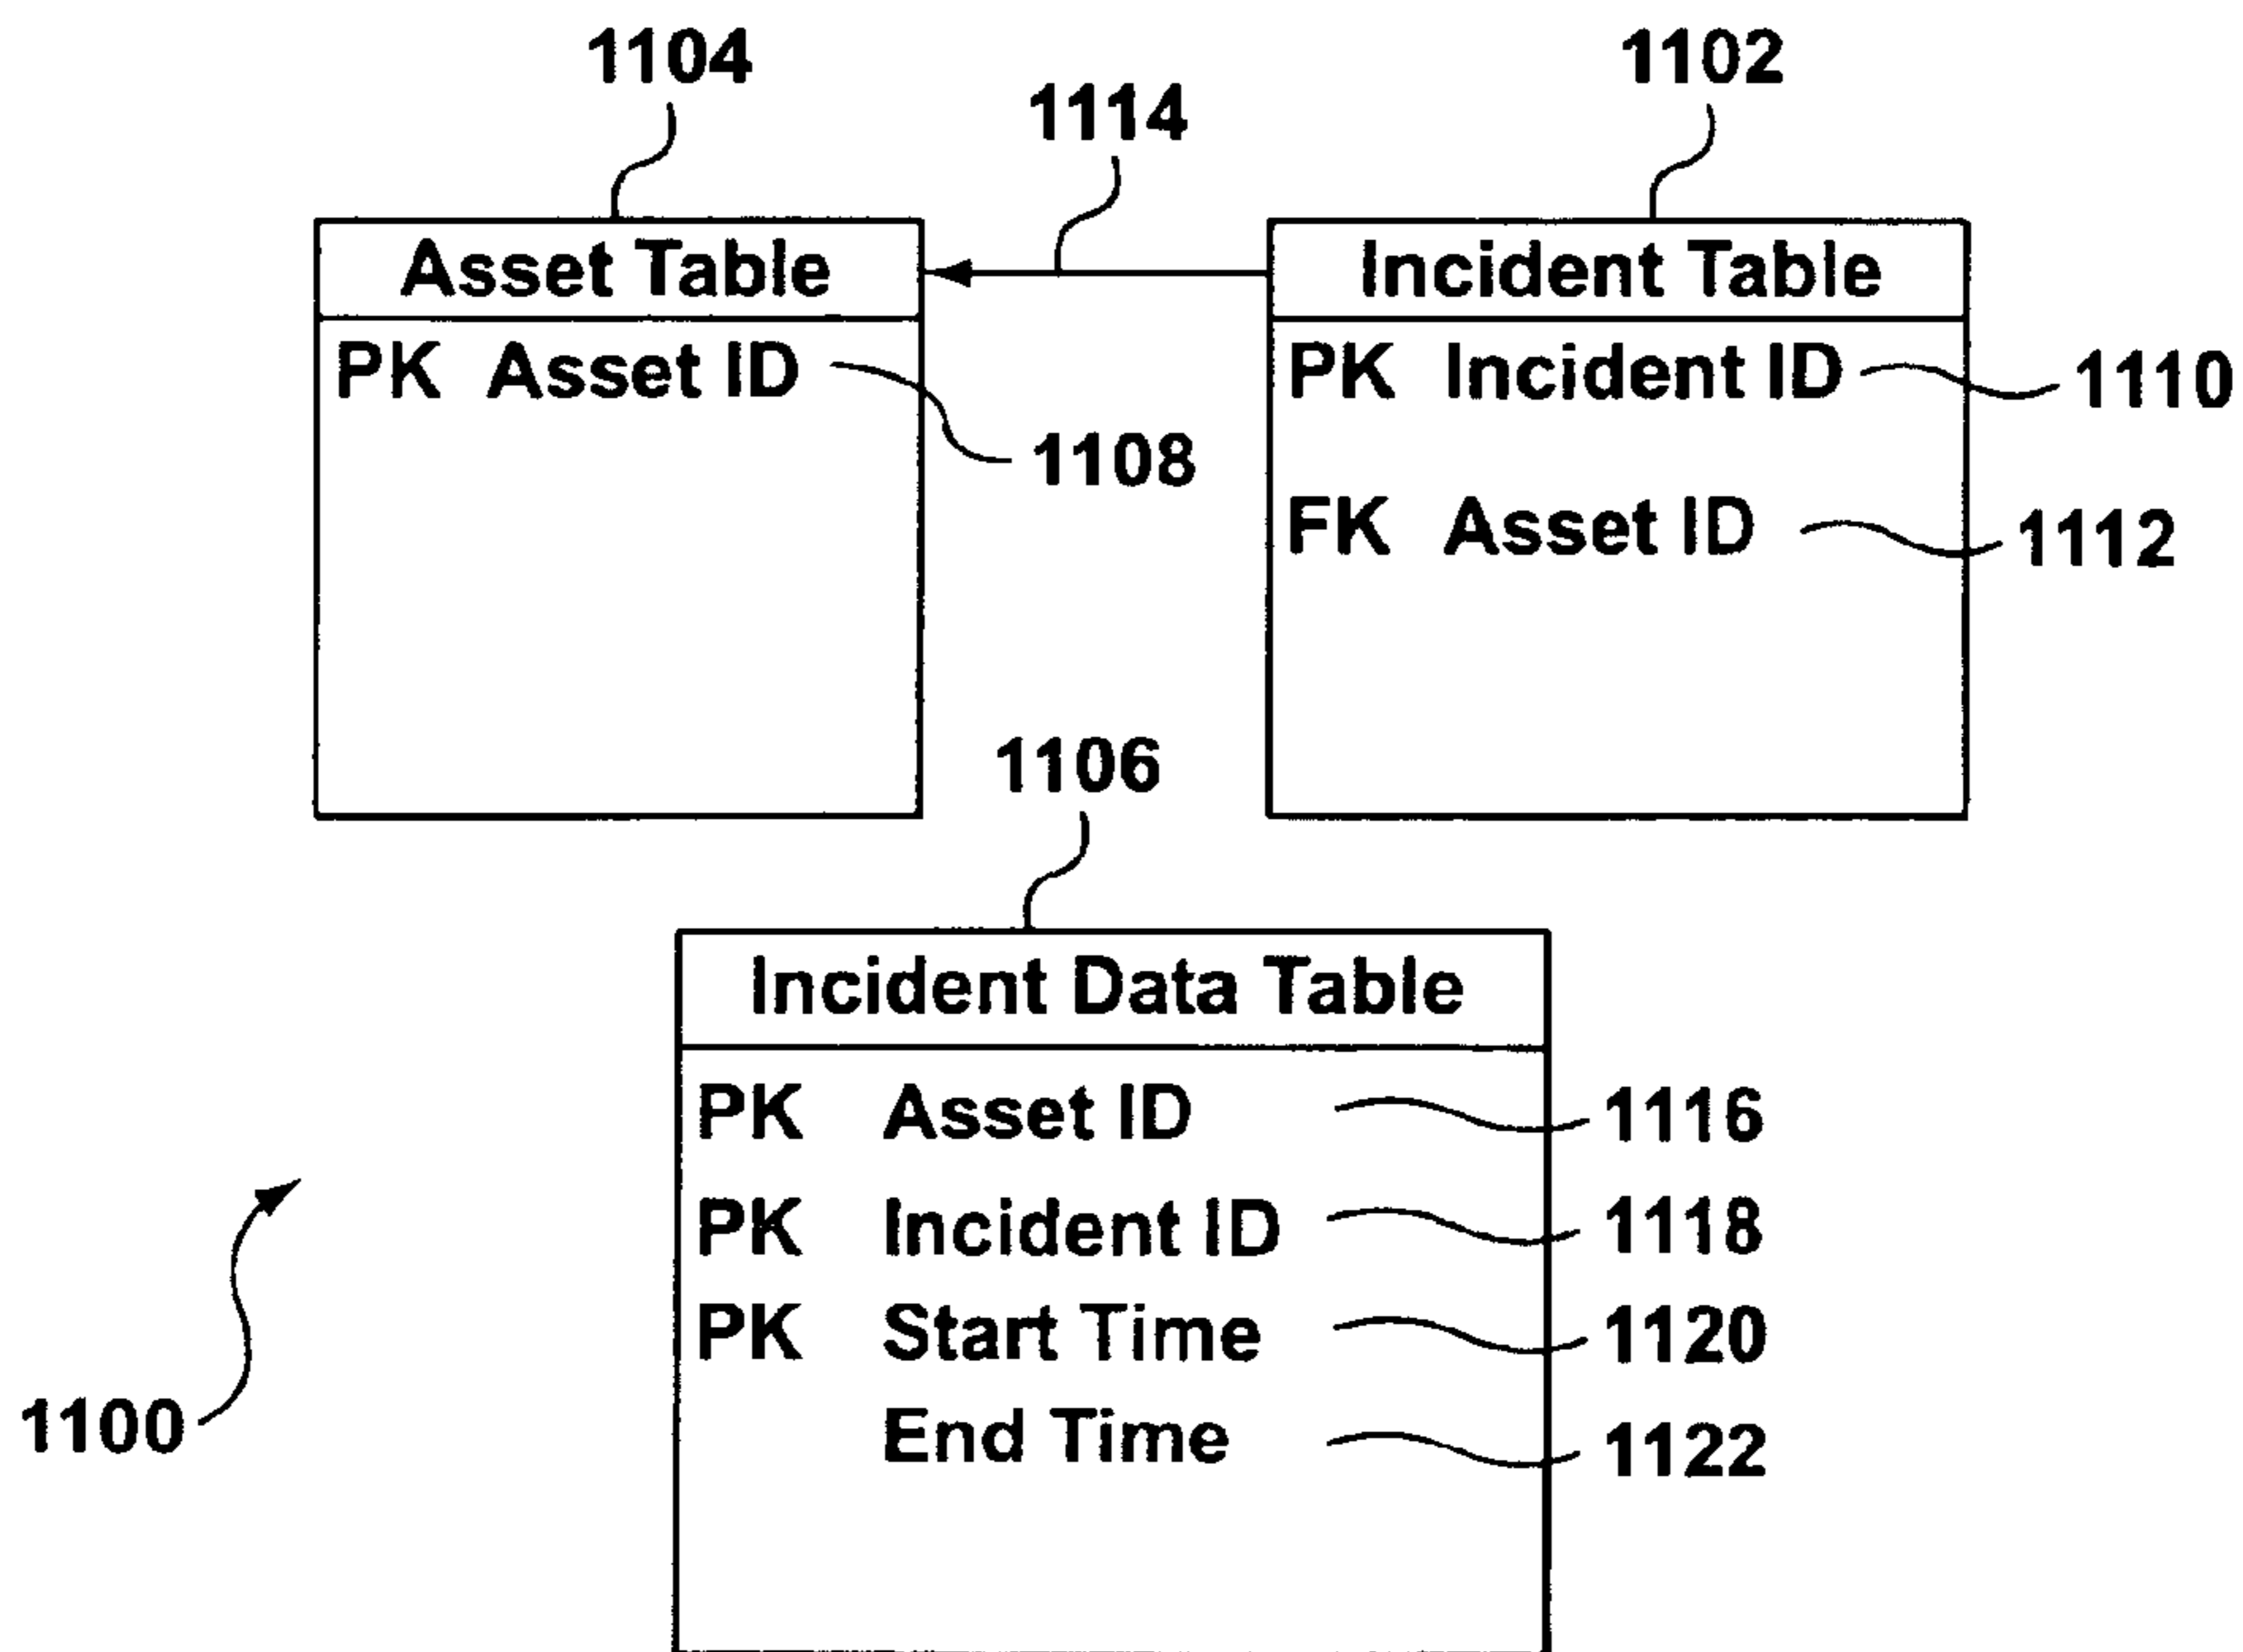 1104
1102
1114
Asset Table
Incident Table
PK Asset ID
PK Incident ID
1110
1108
FK Asset ID
1112
1106
Incident Data Table
PK Asset ID
1116
PK Incident ID
1118
PK Start Time
1120
End Time
1122
1100